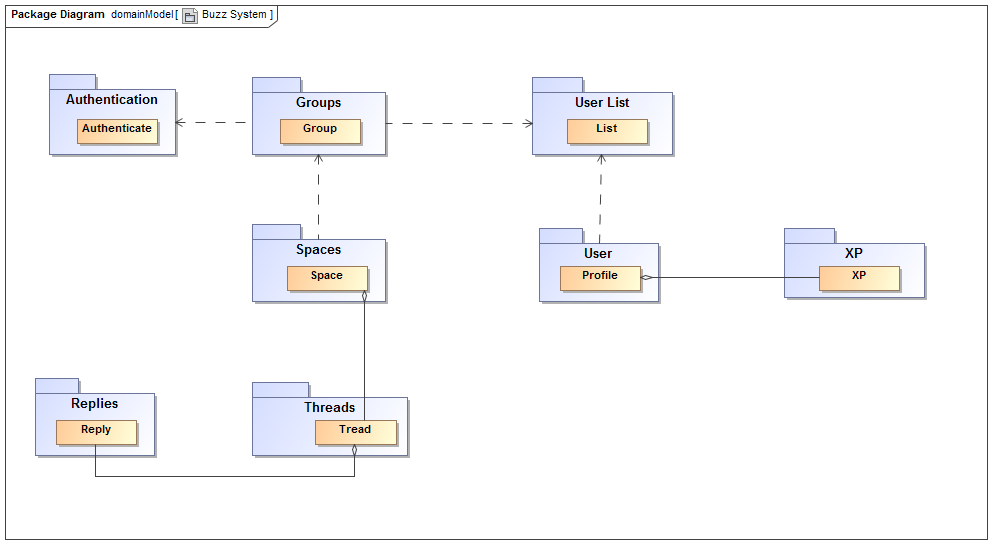 Package Diagram domainModel[ Buzz System ]
Authentication
Authenticate
Groups
Group
User List
List
Spaces
Space
User
Profile
XP
XP
Replies
Reply
Threads
Tread